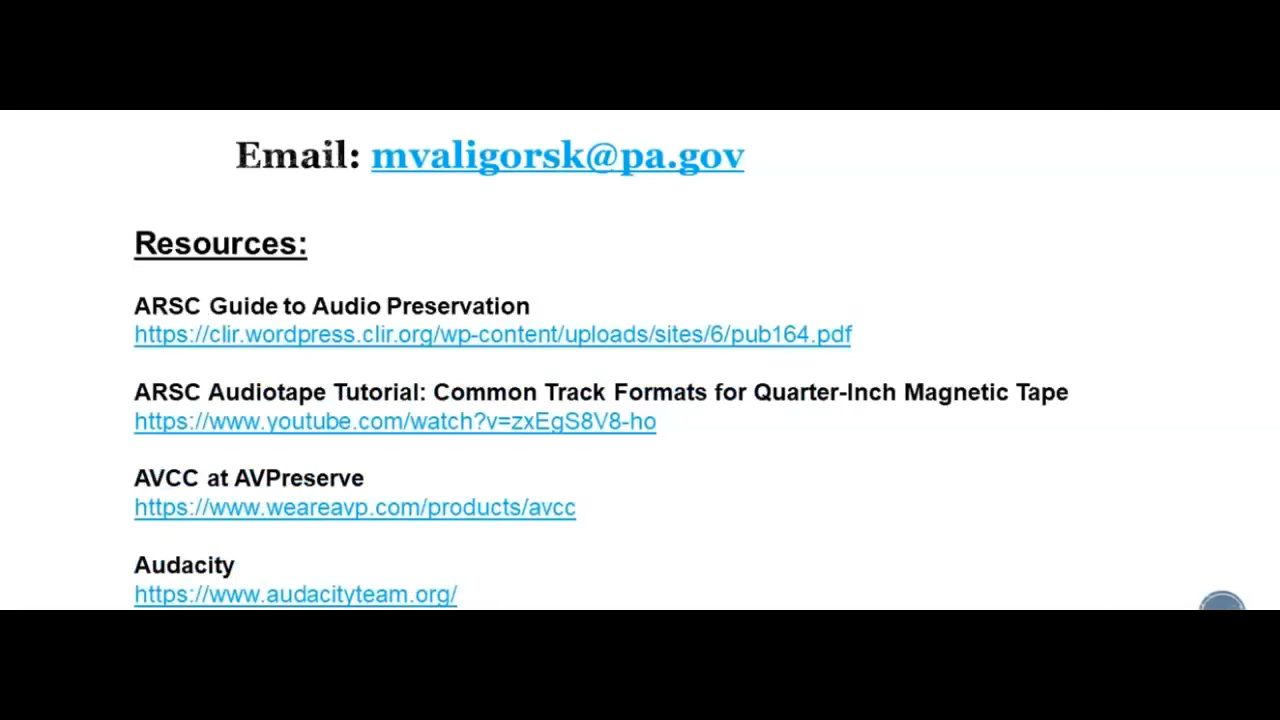 Email: mvaligorsk@pa.gov
Resources:
ARSC Guide to Audio Preservation
https://clir.wordpress.clir.org/wp-content/uploads/sites/6/pub164.pdf
ARSC Audiotape Tutorial: Common Track Formats for Quarter-Inch Magnetic Tape
https://www.youtube.com/watch?v=zxEgS8V8-ho
AVCC at AVPreserve
https://www.weareavp.com/products/avcc
Audacity
https://www.audacityteam.org/